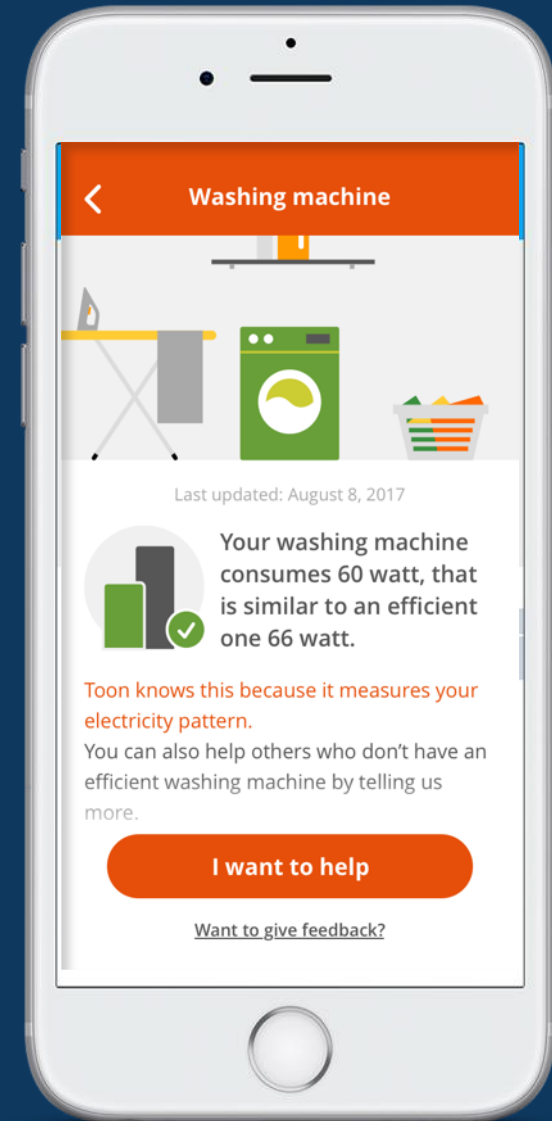 Washing machine
Last updated: August 8, 2017
Your washing machine
consumes 60 watt, that
is similar to an efficient
one 66 watt.
Toon knows this because it measures your
electricity pattern.
You can also help others who don’t have an
efficient washing machine by telling us
more.
I want to help
Want to give feedback?